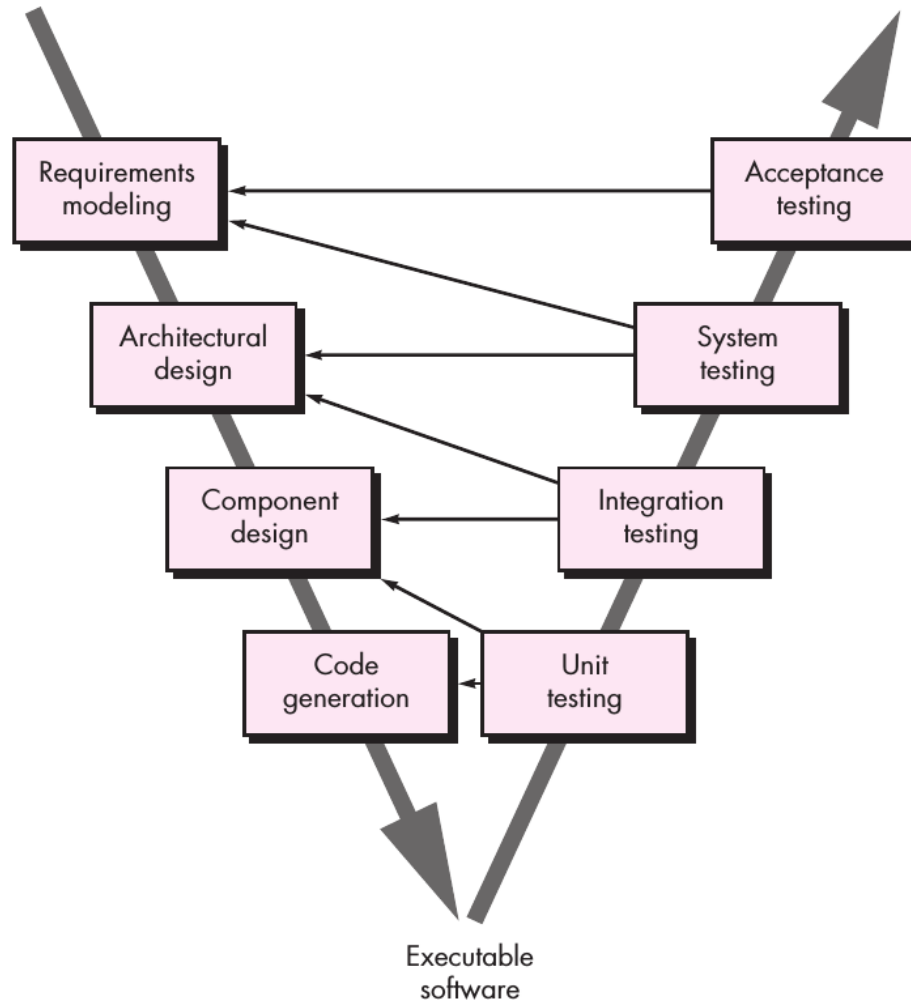 Requirements
modeling
Acceptance
testing
Architectural
design
System
testing
Component
design
Integration
testing
Code
generation
Unit
testing
Executable
software